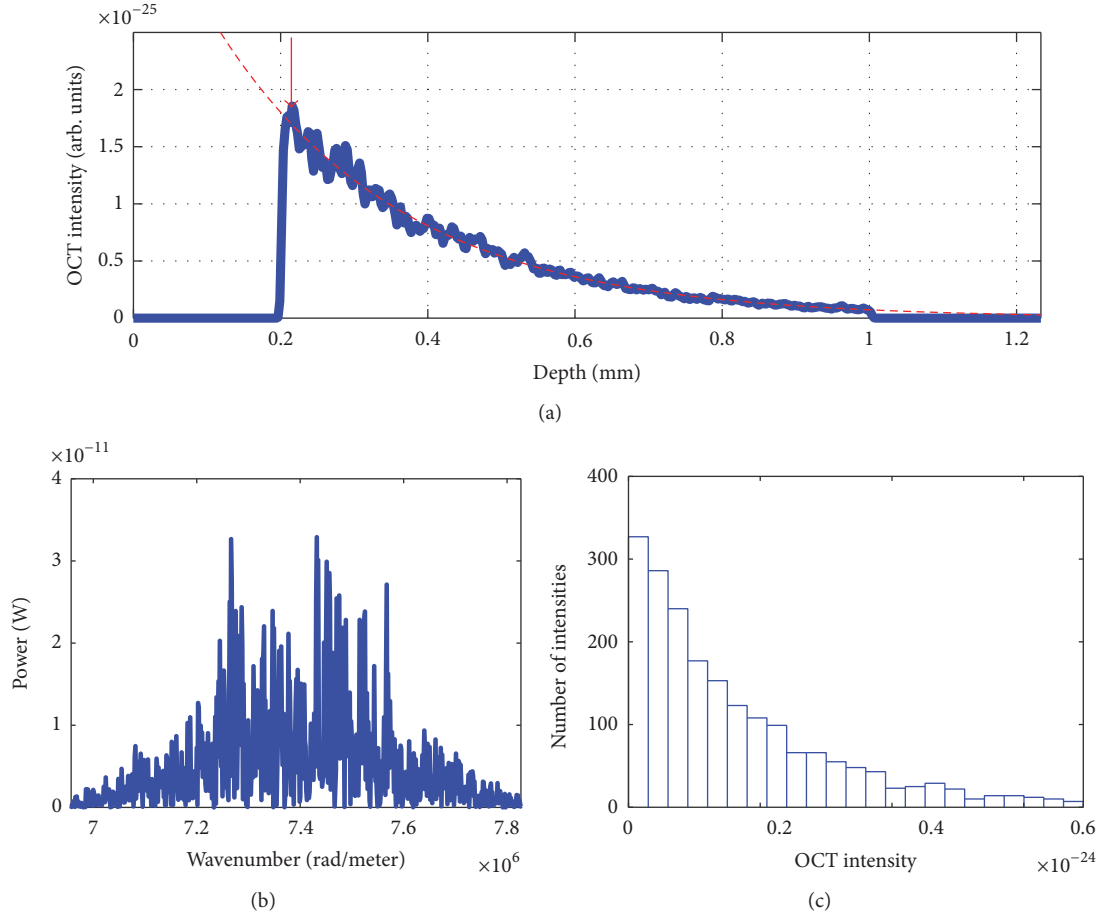 ×10⁻²⁵
2
1.5
1
0.5
0
OCT intensity (arb. units)
0 0.2 0.4 0.6 0.8 1 1.2
Depth (mm)
(a)
×10⁻¹¹
4
3
2
1
0
Power (W)
7 7.2 7.4 7.6 7.8
Wavenumber (rad/meter) ×10⁶
(b)
400
300
200
100
0
Number of intensities
0 0.2 0.4 0.6
OCT intensity ×10⁻²⁴
(c)